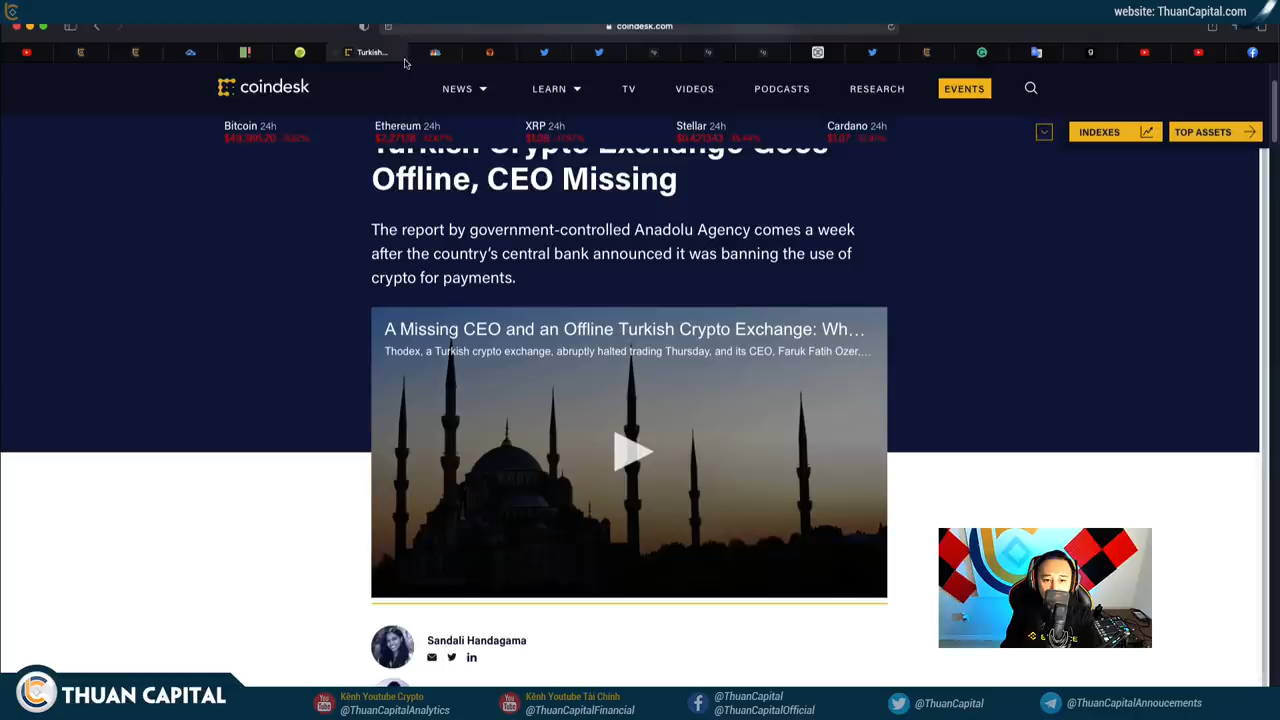 website: ThuanCapital.com
coindesk.com
Turkish...
coindesk
NEWS
LEARN
TV
VIDEOS
PODCASTS
RESEARCH
EVENTS
Bitcoin 24h
Ethereum 24h
XRP 24h
Stellar 24h
Cardano 24h
INDEXES
TOP ASSETS
Turkish Crypto Exchange Goes
Offline, CEO Missing
The report by government-controlled Anadolu Agency comes a week
after the country's central bank announced it was banning the use of
crypto for payments.
A Missing CEO and an Offline Turkish Crypto Exchange: Wh...
Thodex, a Turkish crypto exchange, abruptly halted trading Thursday, and its CEO, Faruk Fatih Ozer,...
Sandali Handagama
THUAN CAPITAL
Kênh Youtube Crypto
@ThuanCapitalAnalytics
Kênh Youtube Tài Chính
@ThuanCapitalFinancial
@ThuanCapital
@ThuanCapitalOfficial
@ThuanCapital
@ThuanCapitalAnnoucements